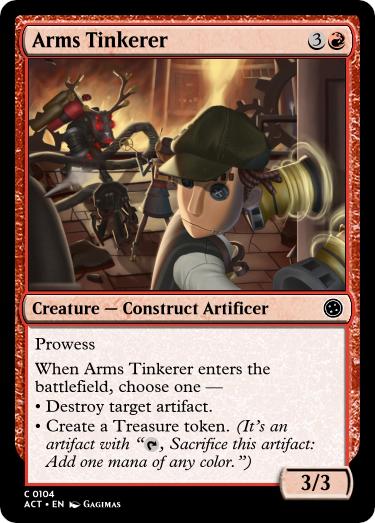 Arms Tinkerer 3
Creature — Construct Artificer
Prowess
When Arms Tinkerer enters the
battlefield, choose one —
• Destroy target artifact.
• Create a Treasure token. (It's an
artifact with “, Sacrifice this artifact:
Add one mana of any color.”)
3/3
C 0104
ACT • EN Gagimas